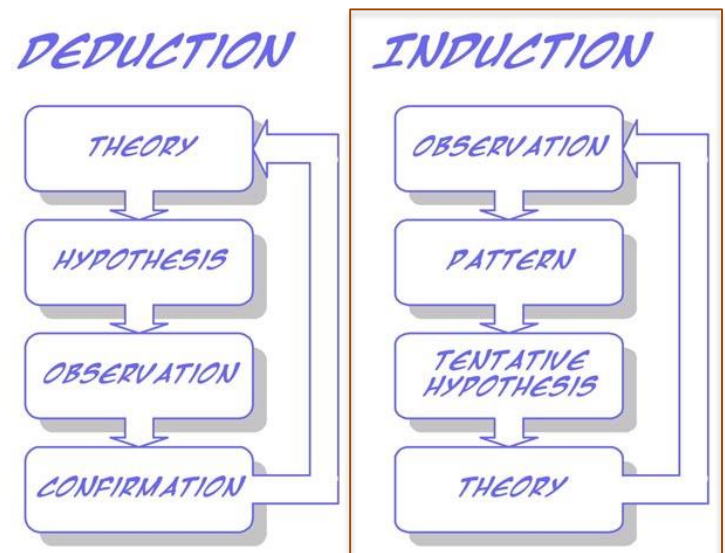 DEDUCTION
THEORY
HYPOTHESIS
OBSERVATION
CONFIRMATION
INDUCTION
OBSERVATION
PATTERN
TENTATIVE
HYPOTHESIS
THEORY